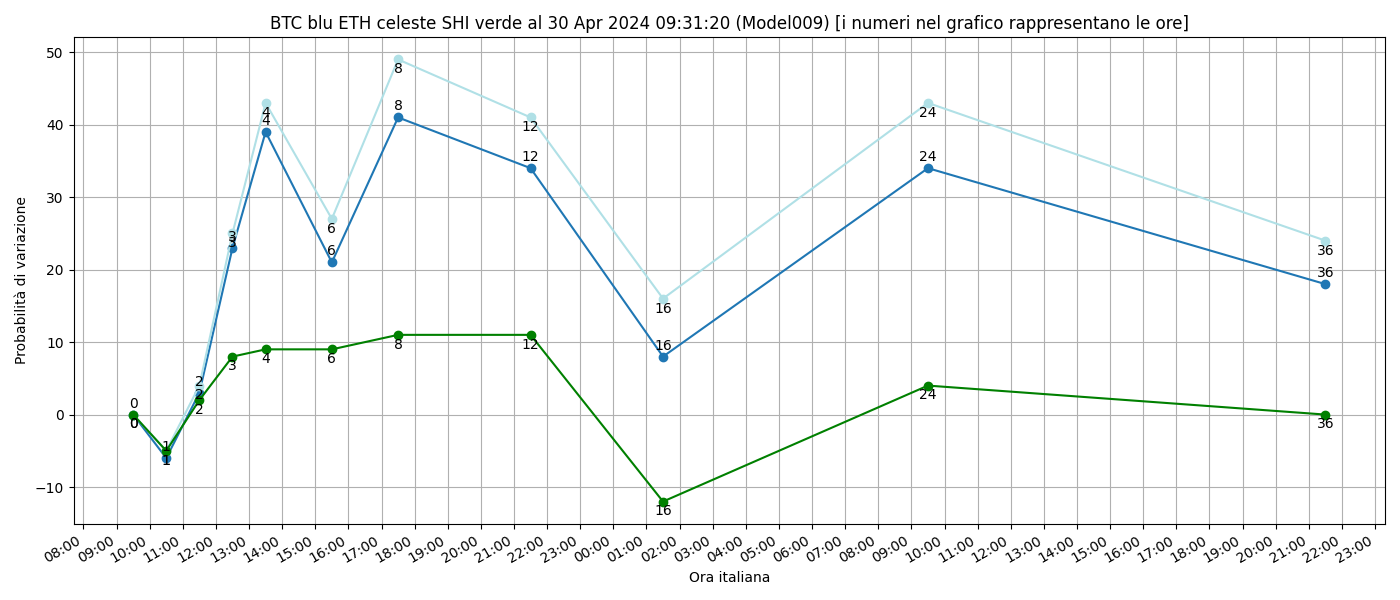 BTC blu ETH celeste SHI verde al 30 Apr 2024 09:31:20 (Model009) [i numeri nel grafico rappresentano le ore]
Probabilità di variazione
50
40
30
20
10
0
−10
0 1 2 3 4 6 8 12 16 24 36
0 1 2 3 4 6 8 12 16 24 36
0 1 2 3 4 6 8 12 16 24 36
08:00 09:00 10:00 11:00 12:00 13:00 14:00 15:00 16:00 17:00 18:00 19:00 20:00 21:00 22:00 23:00 00:00 01:00 02:00 03:00 04:00 05:00 06:00 07:00 08:00 09:00 10:00 11:00 12:00 13:00 14:00 15:00 16:00 17:00 18:00 19:00 20:00 21:00 22:00 23:00
Ora italiana